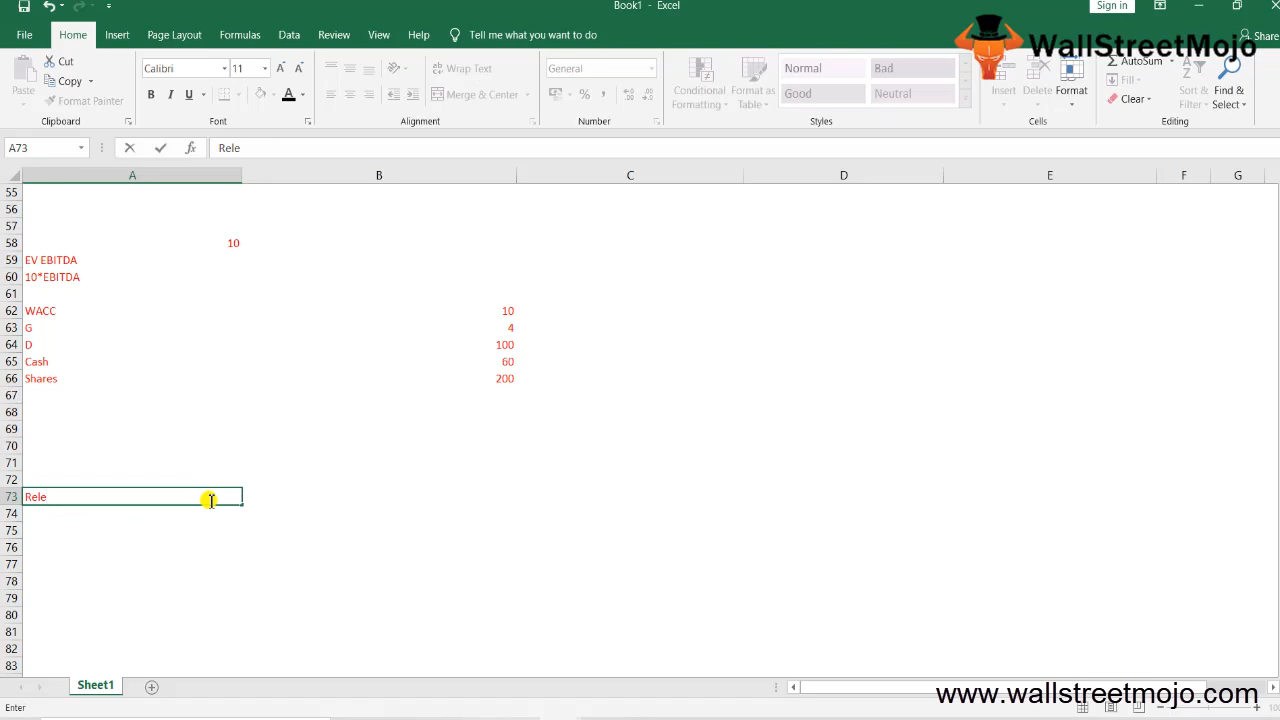 Book1 - Excel
Sign in
File Home Insert Page Layout Formulas Data Review View Help Tell me what you want to do Share
WallStreetMojo
Cut
Copy
Format Painter
Paste
Clipboard
Calibri 11
B I U
Font
Wrap Text
Merge & Center
Alignment
General
Number
Conditional Formatting
Format as Table
Normal Bad
Good Neutral
Styles
Insert Delete Format
Cells
AutoSum
Fill
Clear
Sort & Filter
Find & Select
Editing
A73 fx Rele
A B C D E F G
55
56
57
58 10
59 EV EBITDA
60 10*EBITDA
61
62 WACC 10
63 G 4
64 D 100
65 Cash 60
66 Shares 200
67
68
69
70
71
72
73 Rele
74
75
76
77
78
79
80
81
82
83
Sheet1
www.wallstreetmojo.com
Enter